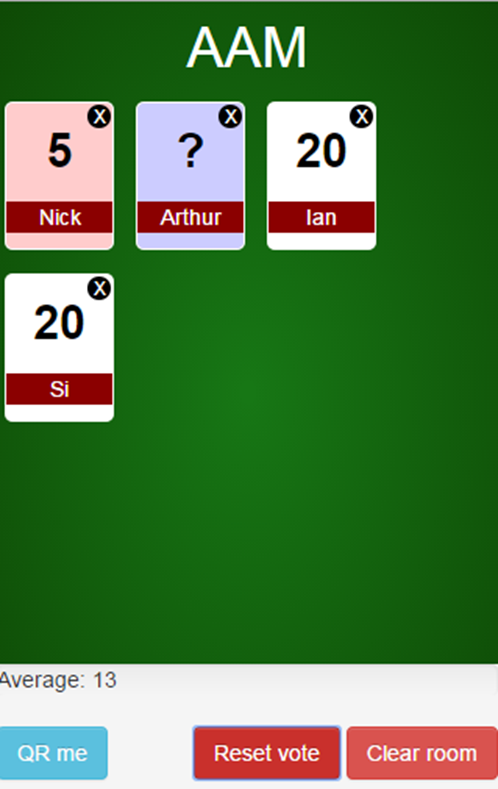 AAM
X X X
5 ? 20
Nick Arthur Ian
X
20
Si
Average: 13
QR me Reset vote Clear room